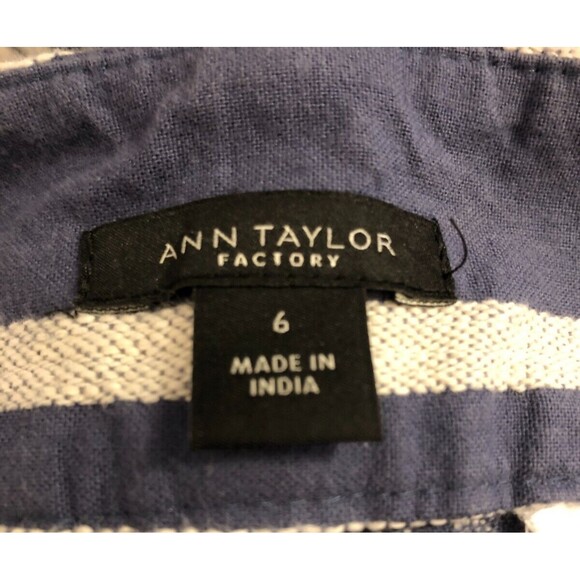 ANN TAYLOR
FACTORY
6
MADE IN
INDIA